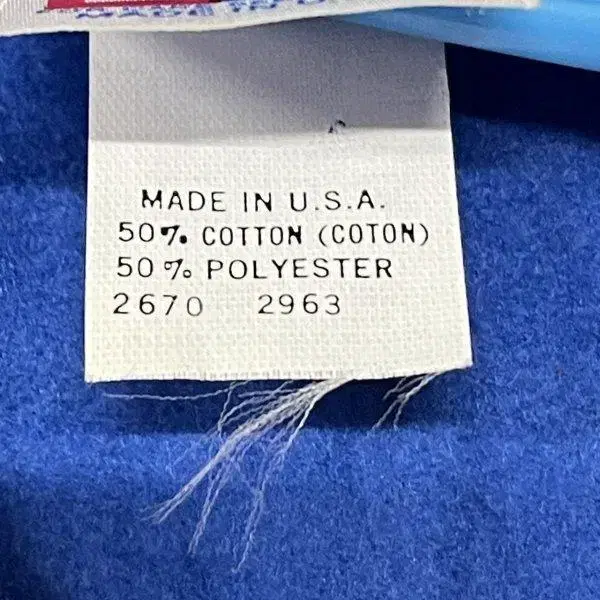 MADE IN U.S.A.
50% COTTON (COTON)
50% POLYESTER
2670 2963